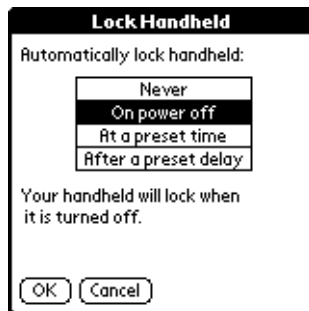 Lock Handheld
Automatically lock handheld:
Never
On power off
At a preset time
After a preset delay
Your handheld will lock when
it is turned off.
OK Cancel